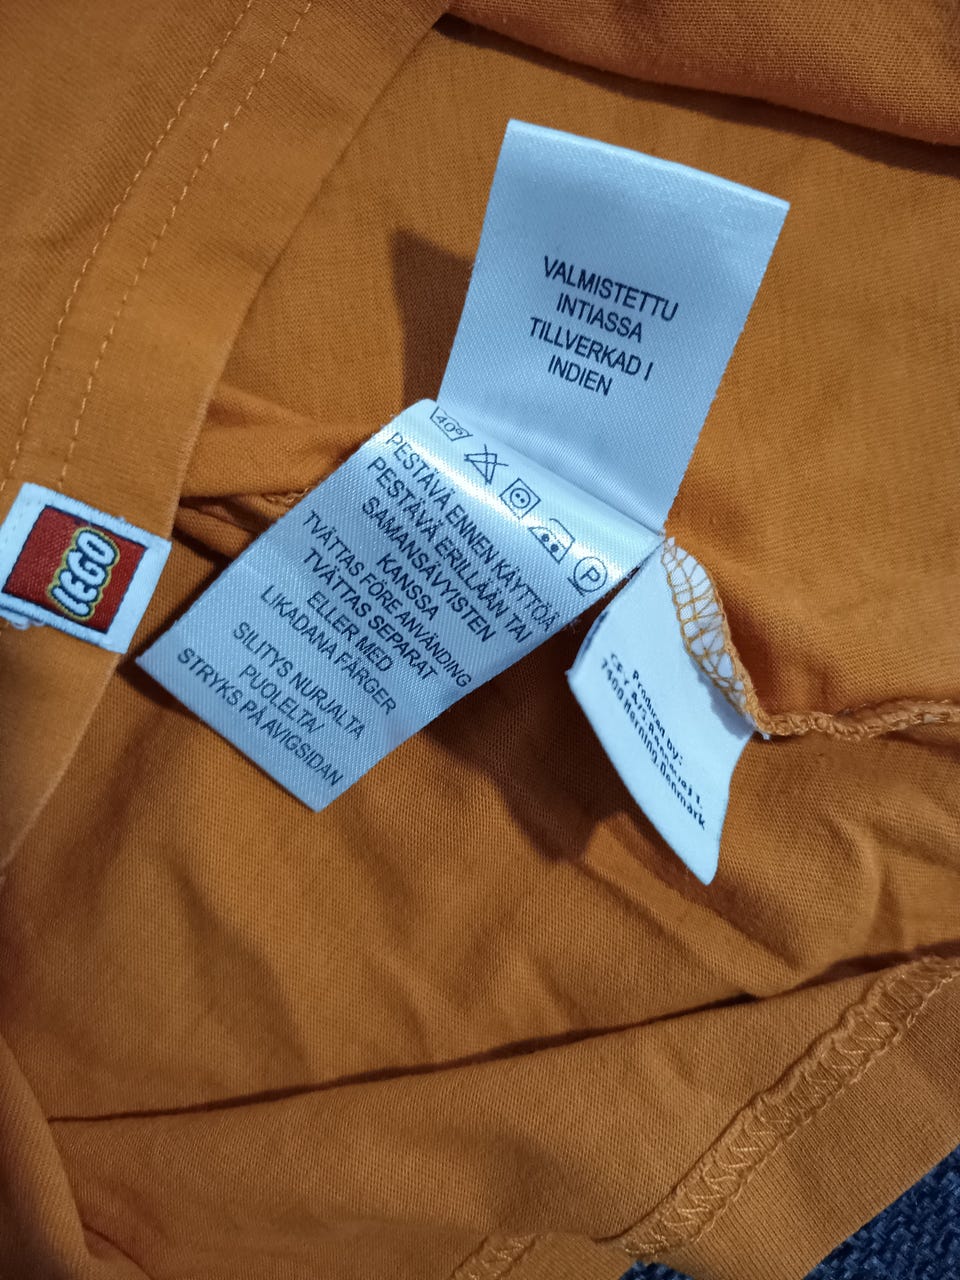 VALMISTETTU
INTIASSA
TILLVERKAD I
INDIEN
40°
P
PESTÄVÄ ENNEN KÄYTTÖÄ
PESTÄVÄ ERILLÄÄN TAI
SAMANSÄVYISTEN
KANSSA
TVÄTTAS FÖRE ANVÄNDING
TVÄTTAS SEPARAT
ELLER MED
LIKADANA FÄRGER
SILITYS NURJALTA
PUOLELTA/
STRYKS PÅ AVIGSIDAN
LEGO
Produced by:
7400 Herning, Denmark